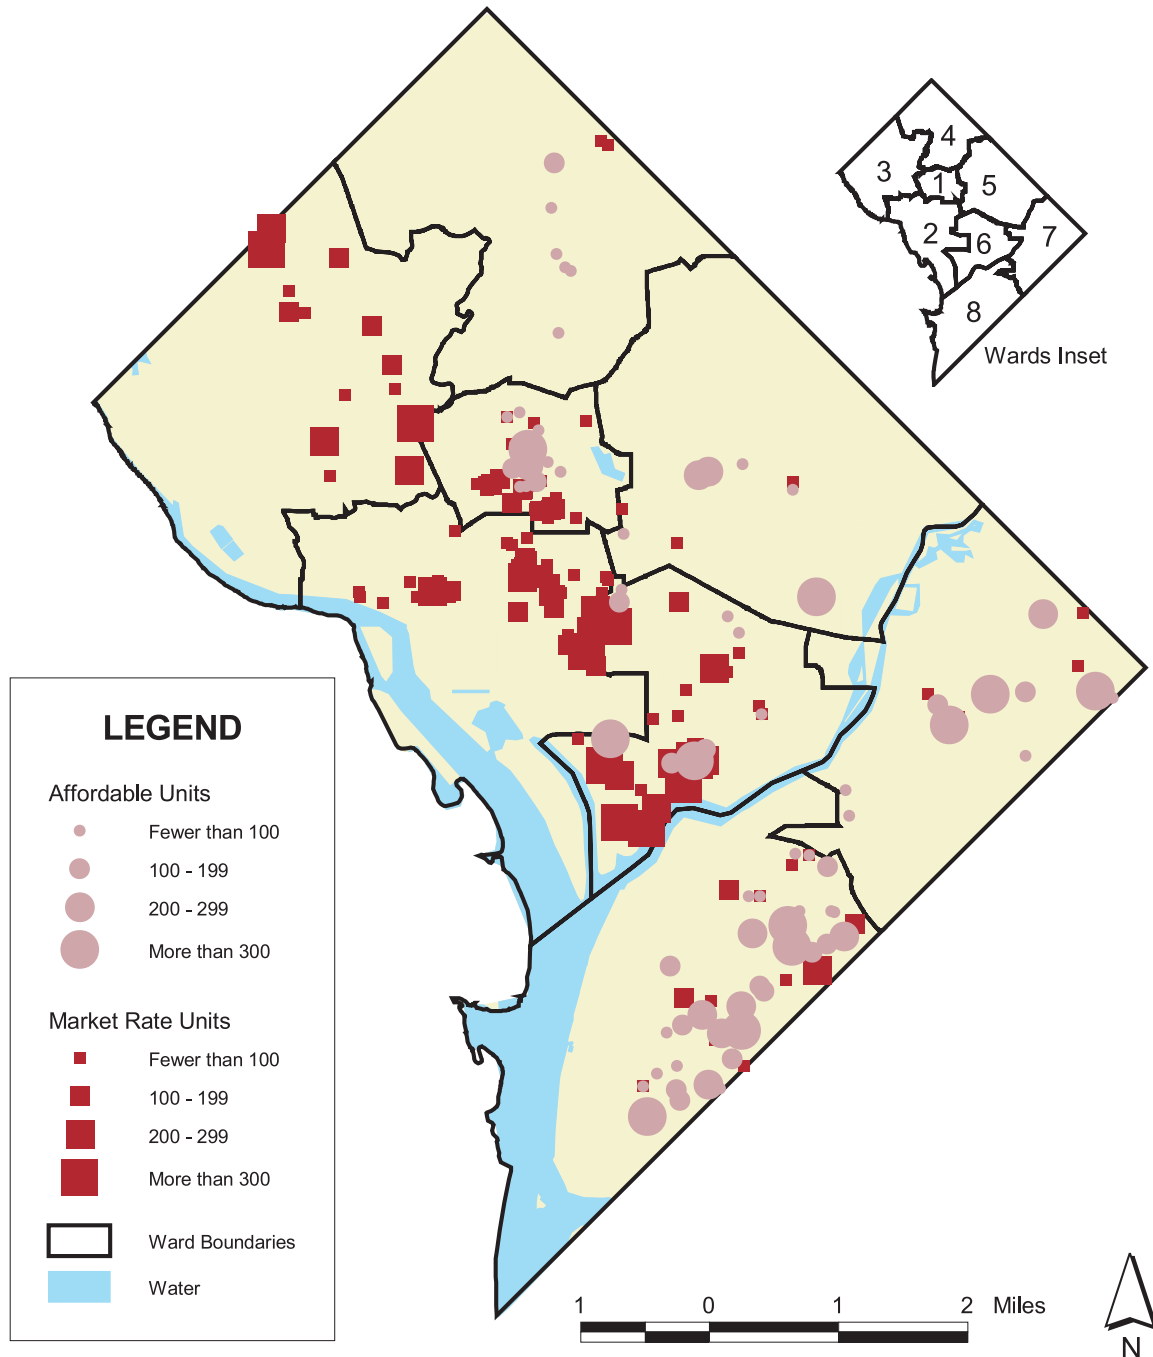 4
3
1
5
2
6
7
8
Wards Inset
LEGEND
Affordable Units
Fewer than 100
100 - 199
200 - 299
More than 300
Market Rate Units
Fewer than 100
100 - 199
200 - 299
More than 300
Ward Boundaries
Water
1 0 1 2 Miles
N